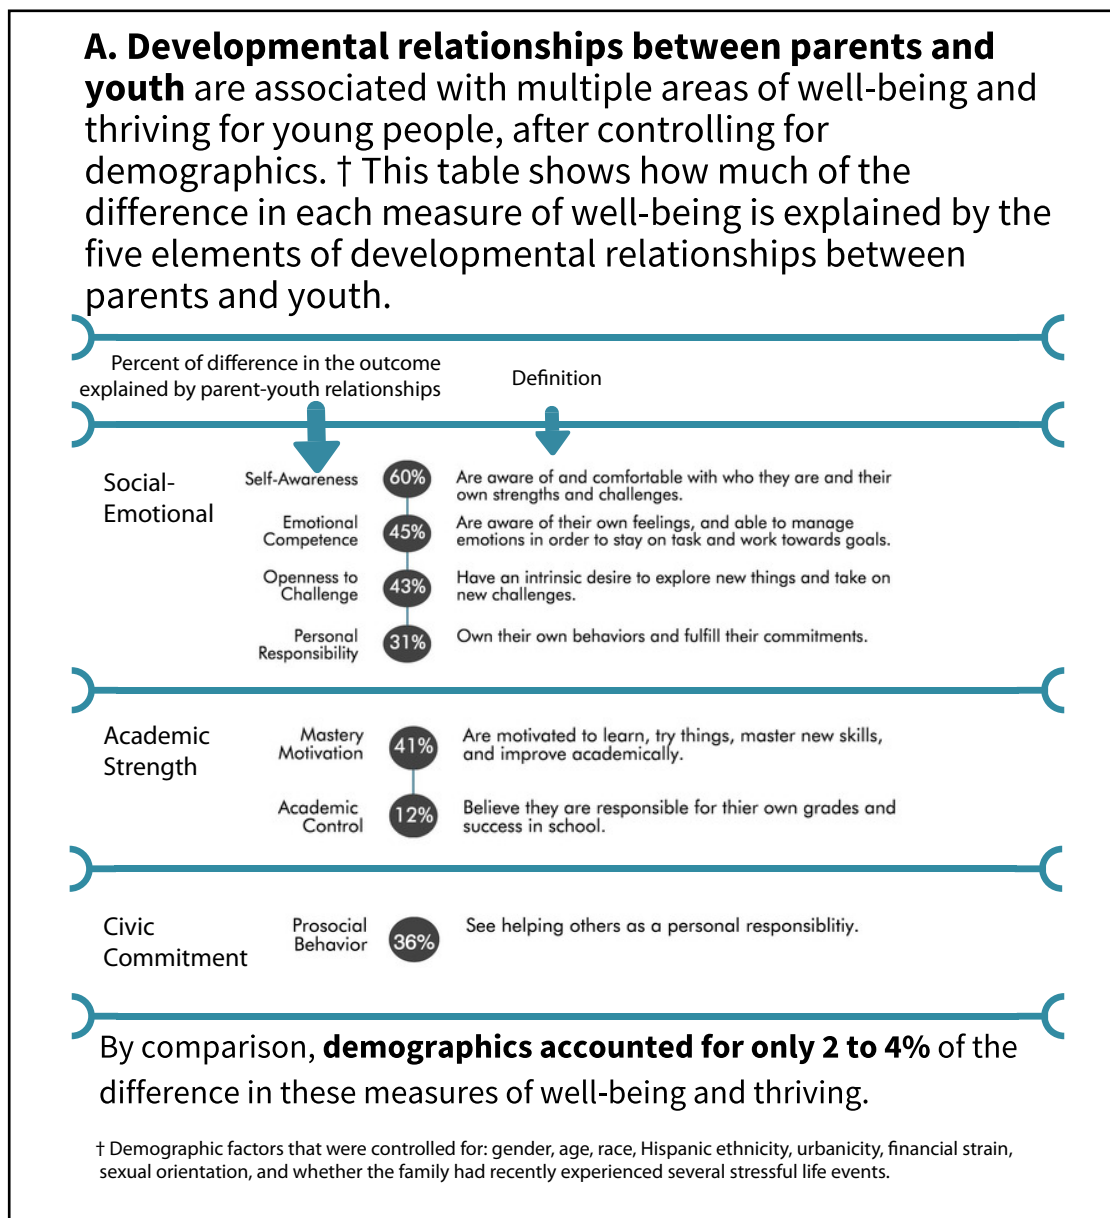 A. Developmental relationships between parents and
youth are associated with multiple areas of well-being and
thriving for young people, after controlling for
demographics. † This table shows how much of the
difference in each measure of well-being is explained by the
five elements of developmental relationships between
parents and youth.
Percent of difference in the outcome
explained by parent-youth relationships
Definition
Social-
Emotional
Self-Awareness
60%
Are aware of and comfortable with who they are and their
own strengths and challenges.
Emotional
Competence
45%
Are aware of their own feelings, and able to manage
emotions in order to stay on task and work towards goals.
Openness to
Challenge
43%
Have an intrinsic desire to explore new things and take on
new challenges.
Personal
Responsibility
31%
Own their own behaviors and fulfill their commitments.
Academic
Strength
Mastery
Motivation
41%
Are motivated to learn, try things, master new skills,
and improve academically.
Academic
Control
12%
Believe they are responsible for thier own grades and
success in school.
Civic
Commitment
Prosocial
Behavior
36%
See helping others as a personal responsiblitiy.
By comparison, demographics accounted for only 2 to 4% of the
difference in these measures of well-being and thriving.
† Demographic factors that were controlled for: gender, age, race, Hispanic ethnicity, urbanicity, financial strain,
sexual orientation, and whether the family had recently experienced several stressful life events.